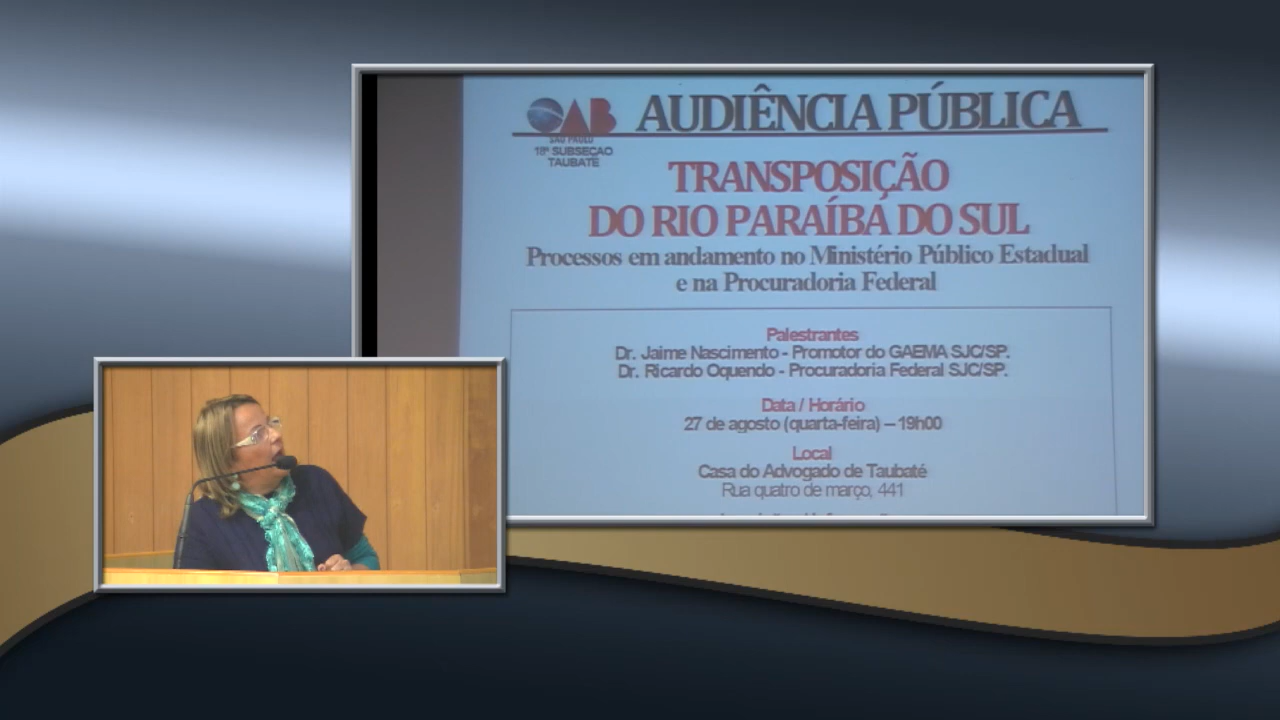 OAB
AUDIÊNCIA PÚBLICA
SÃO PAULO
18ª SUBSEÇÃO
TAUBATÉ
TRANSPOSIÇÃO
DO RIO PARAÍBA DO SUL
Processos em andamento no Ministério Público Estadual
e na Procuradoria Federal
Palestrantes
Dr. Jaime Nascimento - Promotor do GAEMA SJC/SP.
Dr. Ricardo Oquendo - Procuradoria Federal SJC/SP.
Data / Horário
27 de agosto (quarta-feira) – 19h00
Local
Casa do Advogado de Taubaté
Rua quatro de março, 441